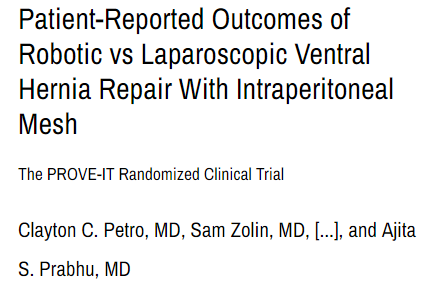 Patient-Reported Outcomes of
Robotic vs Laparoscopic Ventral
Hernia Repair With Intraperitoneal
Mesh
The PROVE-IT Randomized Clinical Trial
Clayton C. Petro, MD, Sam Zolin, MD, [...], and Ajita
S. Prabhu, MD